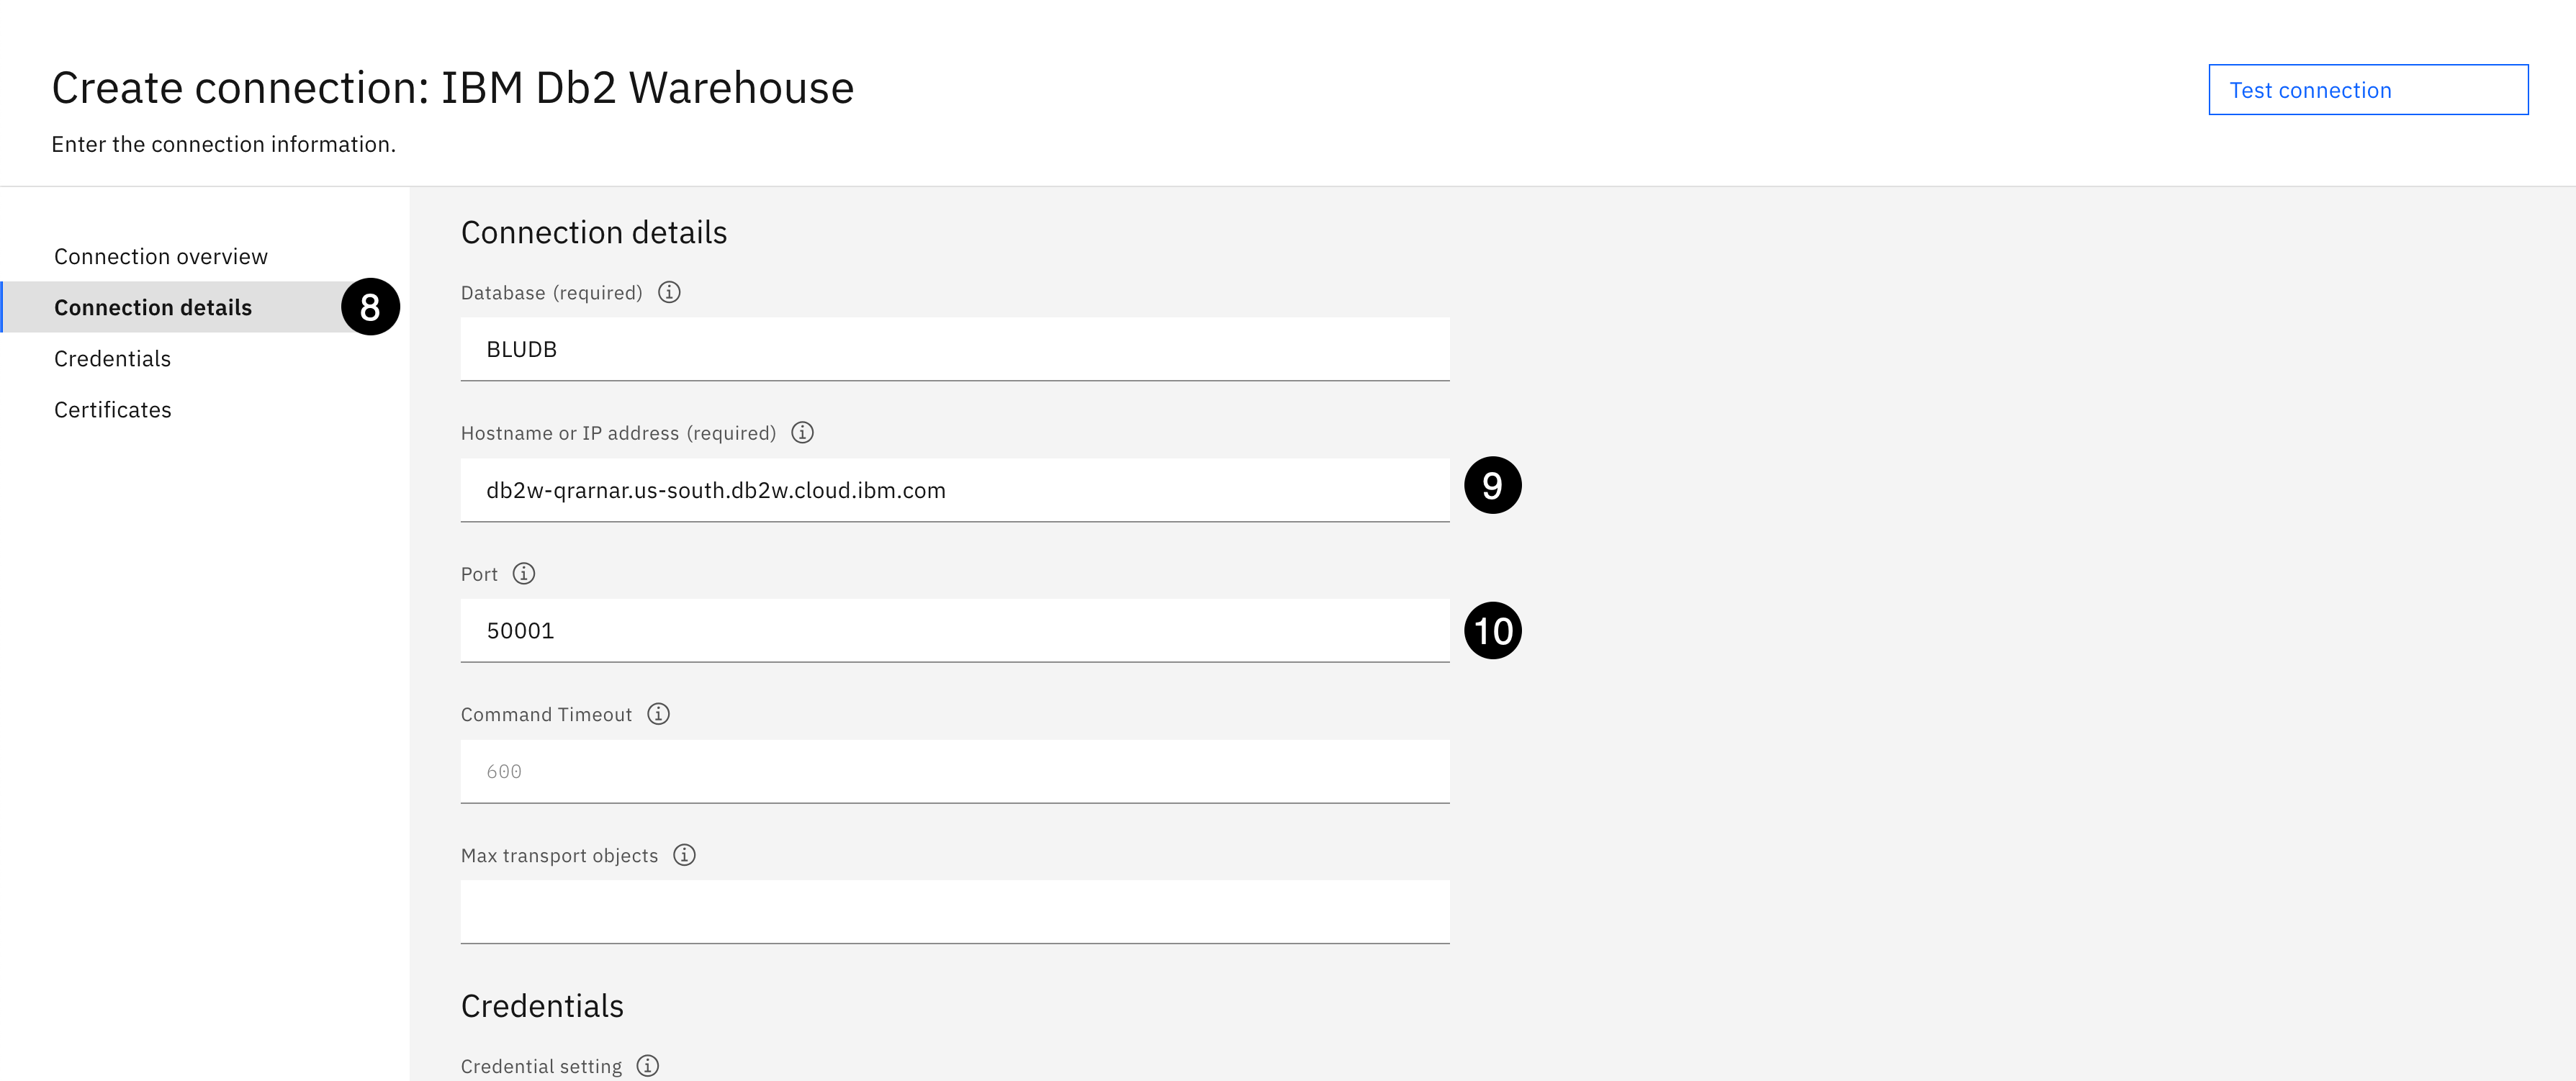 Create connection: IBM Db2 Warehouse
Test connection
Enter the connection information.
Connection overview
Connection details
8
Credentials
Certificates
Connection details
Database (required)
BLUDB
Hostname or IP address (required)
db2w-qrarnar.us-south.db2w.cloud.ibm.com
9
Port
50001
10
Command Timeout
600
Max transport objects
Credentials
Credential setting